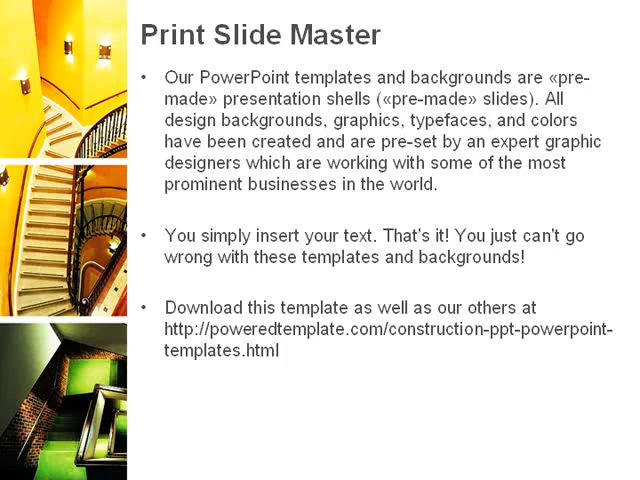 Print Slide Master
• Our PowerPoint templates and backgrounds are «pre-
made» presentation shells («pre-made» slides). All
design backgrounds, graphics, typefaces, and colors
have been created and are pre-set by an expert graphic
designers which are working with some of the most
prominent businesses in the world.
• You simply insert your text. That's it! You just can't go
wrong with these templates and backgrounds!
• Download this template as well as our others at
http://poweredtemplate.com/construction-ppt-powerpoint-
templates.html